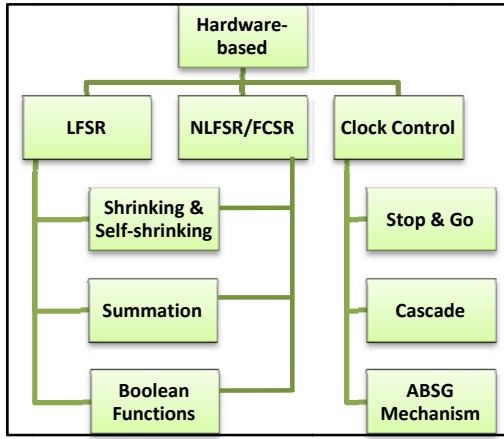 Hardware-
based
LFSR
NLFSR/FCSR
Clock Control
Shrinking &
Self-shrinking
Stop & Go
Summation
Cascade
Boolean
Functions
ABSG
Mechanism